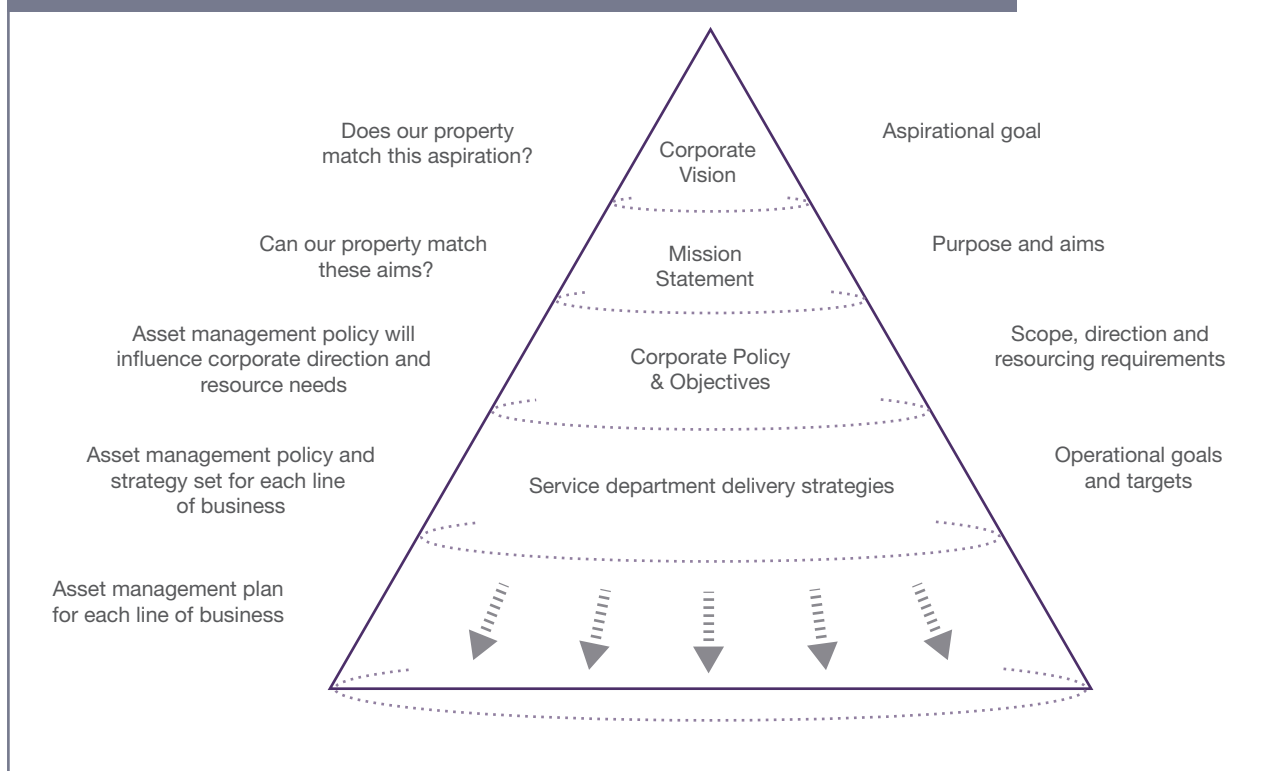 Does our property
match this aspiration?
Corporate
Vision
Aspirational goal
Can our property match
these aims?
Mission
Statement
Purpose and aims
Asset management policy will
influence corporate direction and
resource needs
Corporate Policy
& Objectives
Scope, direction and
resourcing requirements
Asset management policy and
strategy set for each line
of business
Service department delivery strategies
Operational goals
and targets
Asset management plan
for each line of business